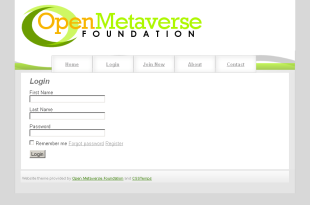 OpenMetaverse
FOUNDATION
Home Login Join Now About Contact
Login
First Name
Last Name
Password
Remember me Forgot password Register
Login
Website theme provided by Open Metaverse Foundation and